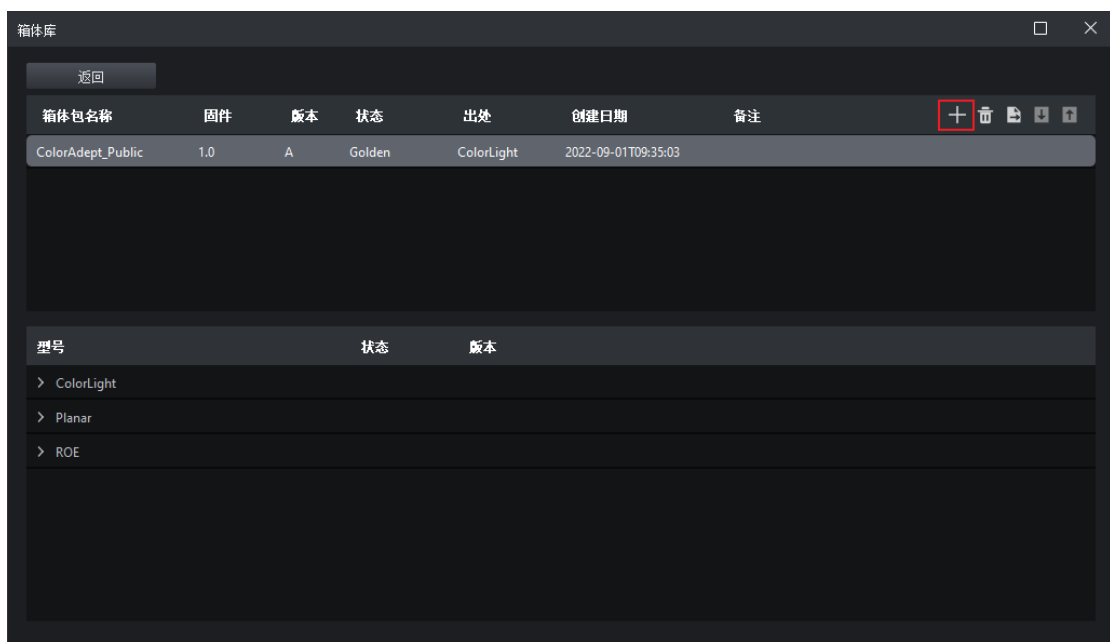 箱体库
返回
箱体包名称 固件 版本 状态 出处 创建日期 备注
ColorAdept_Public 1.0 A Golden ColorLight 2022-09-01T09:35:03
型号 状态 版本
ColorLight
Planar
ROE